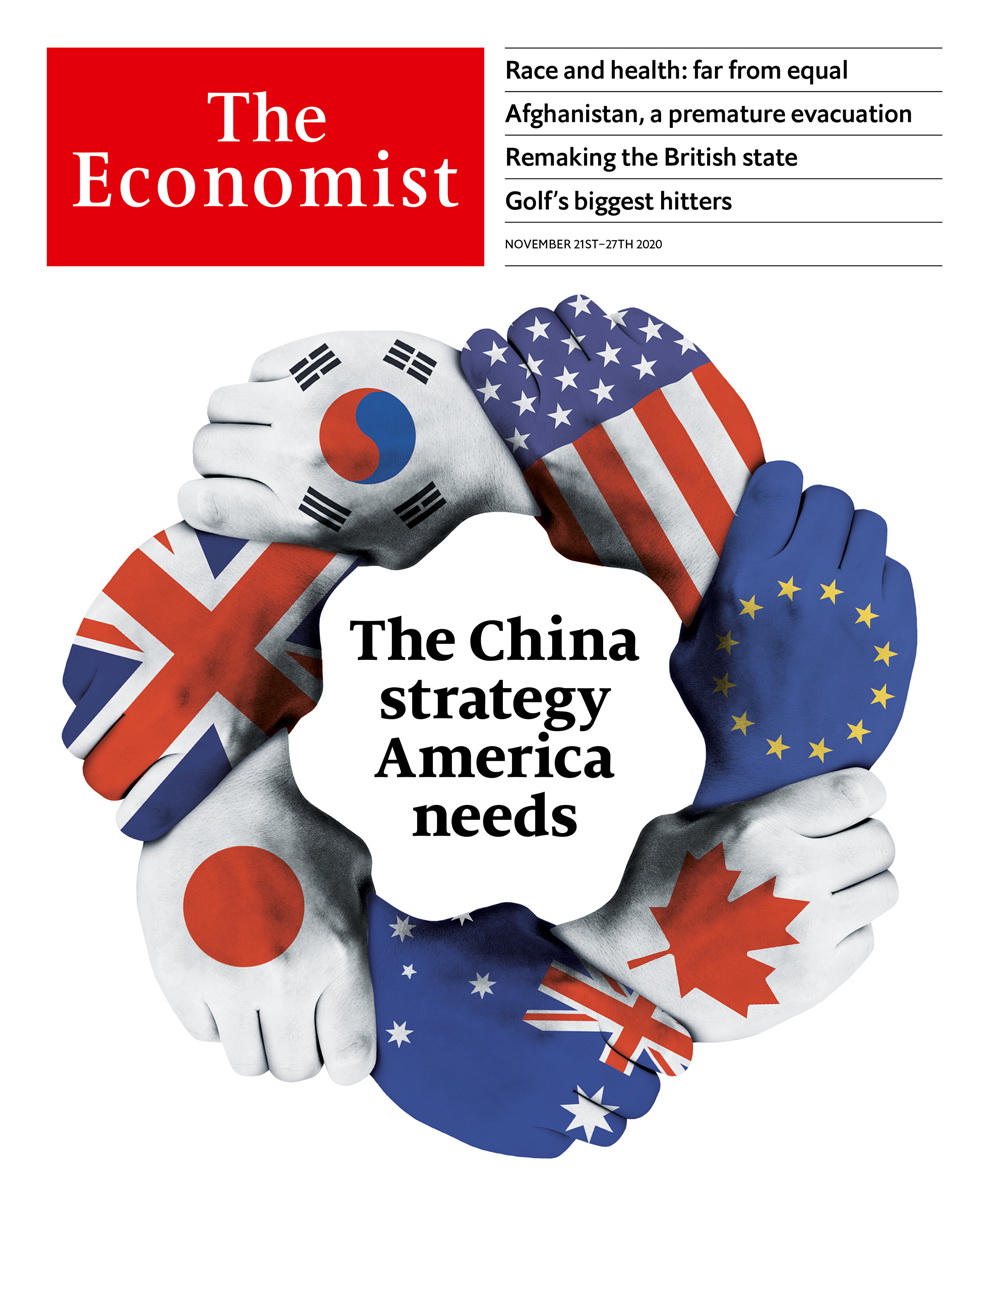 The
Economist
Race and health: far from equal
Afghanistan, a premature evacuation
Remaking the British state
Golf’s biggest hitters
NOVEMBER 21ST–27TH 2020
The China
strategy
America
needs